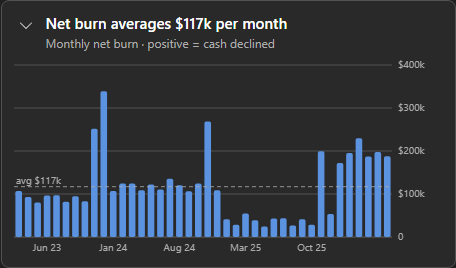 Net burn averages $117k per month
Monthly net burn · positive = cash declined
$400k
$300k
$200k
avg $117k
$100k
0
Jun 23 Jan 24 Aug 24 Mar 25 Oct 25